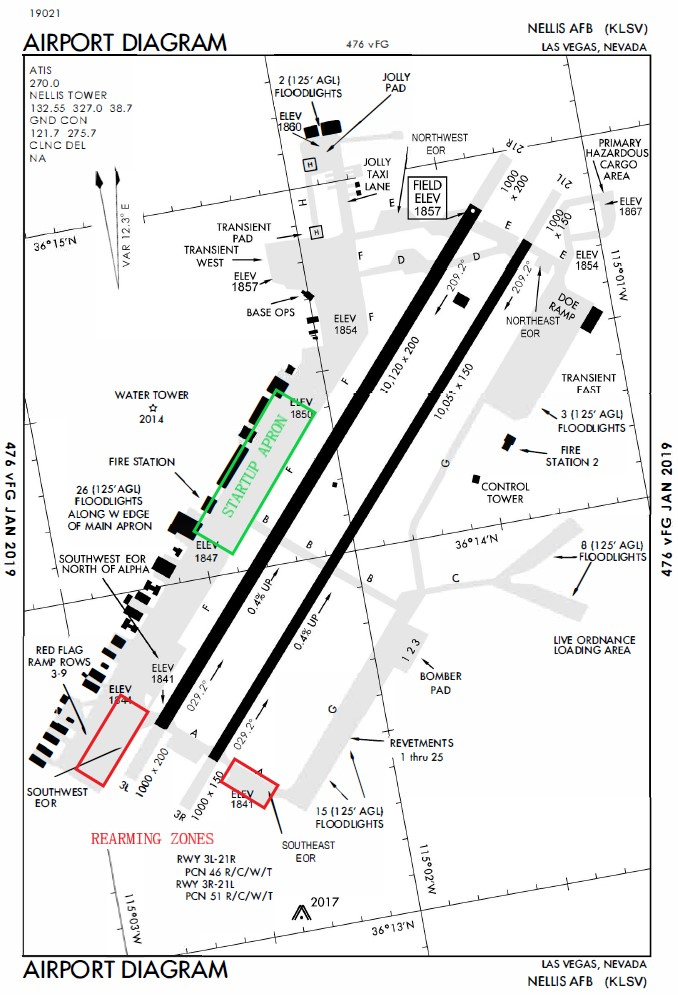 19021
NELLIS AFB (KLSV)
AIRPORT DIAGRAM
476 vFG
LAS VEGAS, NEVADA
ATIS
270.0
NELLIS TOWER
132.55 327.0 38.7
GND CON
121.7 275.7
CLNC DEL
NA
VAR 12.3° E
36°15'N
2 (125' AGL)
FLOODLIGHTS
JOLLY
PAD
ELEV
1860
H
JOLLY
TAXI
LANE
NORTHWEST
EOR
FIELD
ELEV
1857
21R
1000
x 200
21L
1000
x 150
PRIMARY
HAZARDOUS
CARGO
AREA
ELEV
1867
H
E
E
E
TRANSIENT
PAD
H
TRANSIENT
WEST
F
D
D
ELEV
1857
ELEV
1854
115°01'W
209.2°
209.2°
BASE OPS
ELEV
1854
F
DOE
RAMP
NORTHEAST
EOR
10,120 x 200
10,051 x 150
F
TRANSIENT
EAST
3 (125' AGL)
FLOODLIGHTS
WATER TOWER
2014
ELEV
1850
STARTUP APRON
FIRE
STATION 2
FIRE STATION
F
G
CONTROL
TOWER
26 (125'AGL)
FLOODLIGHTS
ALONG W EDGE
OF MAIN APRON
B
B
B
36°14'N
ELEV
1847
8 (125' AGL)
FLOODLIGHTS
SOUTHWEST EOR
NORTH OF ALPHA
C
0.4% UP
0.4% UP
F
LIVE ORDNANCE
LOADING AREA
RED FLAG
RAMP ROWS
3-9
ELEV
1841
1 2 3
BOMBER
PAD
ELEV
1844
029.2°
029.2°
G
A
REVETMENTS
1 thru 25
SOUTHWEST
EOR
3L
1000 x 200
3R
1000 x 150
A
ELEV
1841
15 (125' AGL)
FLOODLIGHTS
REARMING ZONES
SOUTHEAST
EOR
RWY 3L-21R
PCN 46 R/C/W/T
RWY 3R-21L
PCN 51 R/C/W/T
115°03'W
115°02'W
2017
36°13'N
476 vFG JAN 2019
476 vFG JAN 2019
AIRPORT DIAGRAM
LAS VEGAS, NEVADA
NELLIS AFB (KLSV)